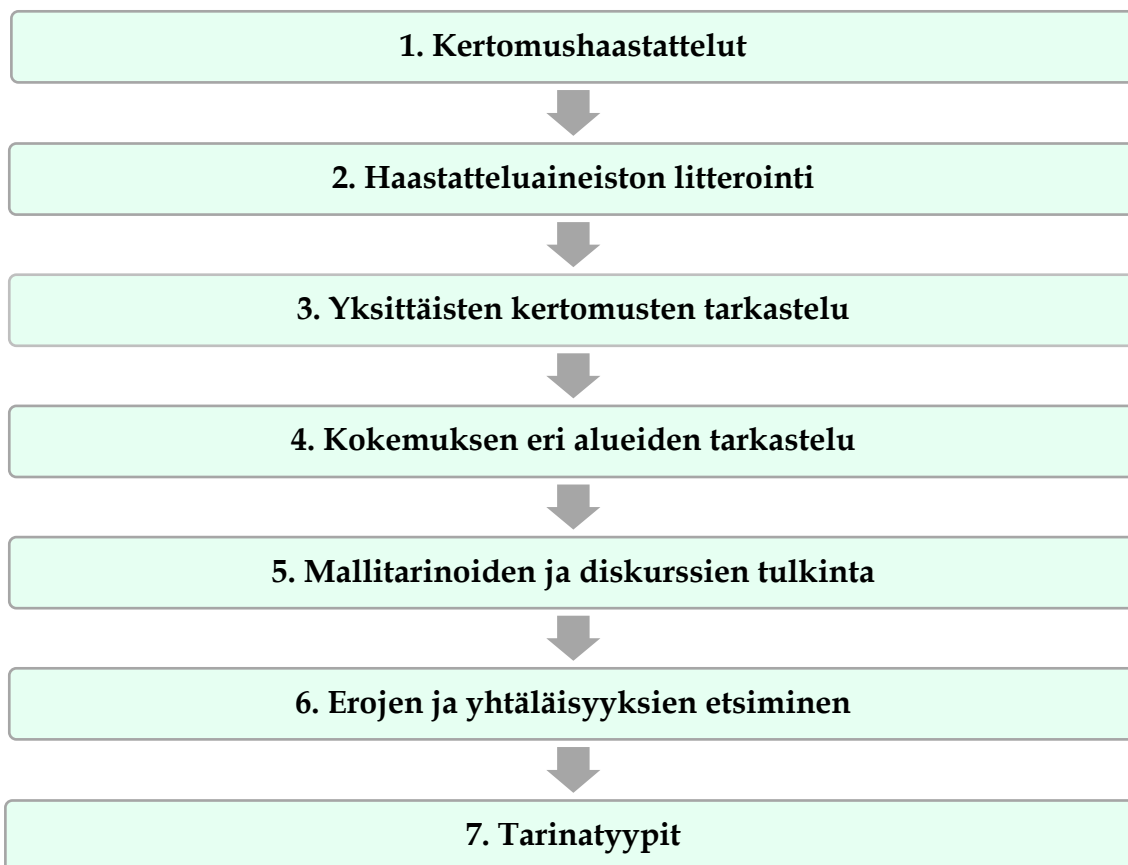 1. Kertomushaastattelut
2. Haastatteluaineiston litterointi
3. Yksittäisten kertomusten tarkastelu
4. Kokemuksen eri alueiden tarkastelu
5. Mallitarinoiden ja diskurssien tulkinta
6. Erojen ja yhtäläisyyksien etsiminen
7. Tarinatyypit